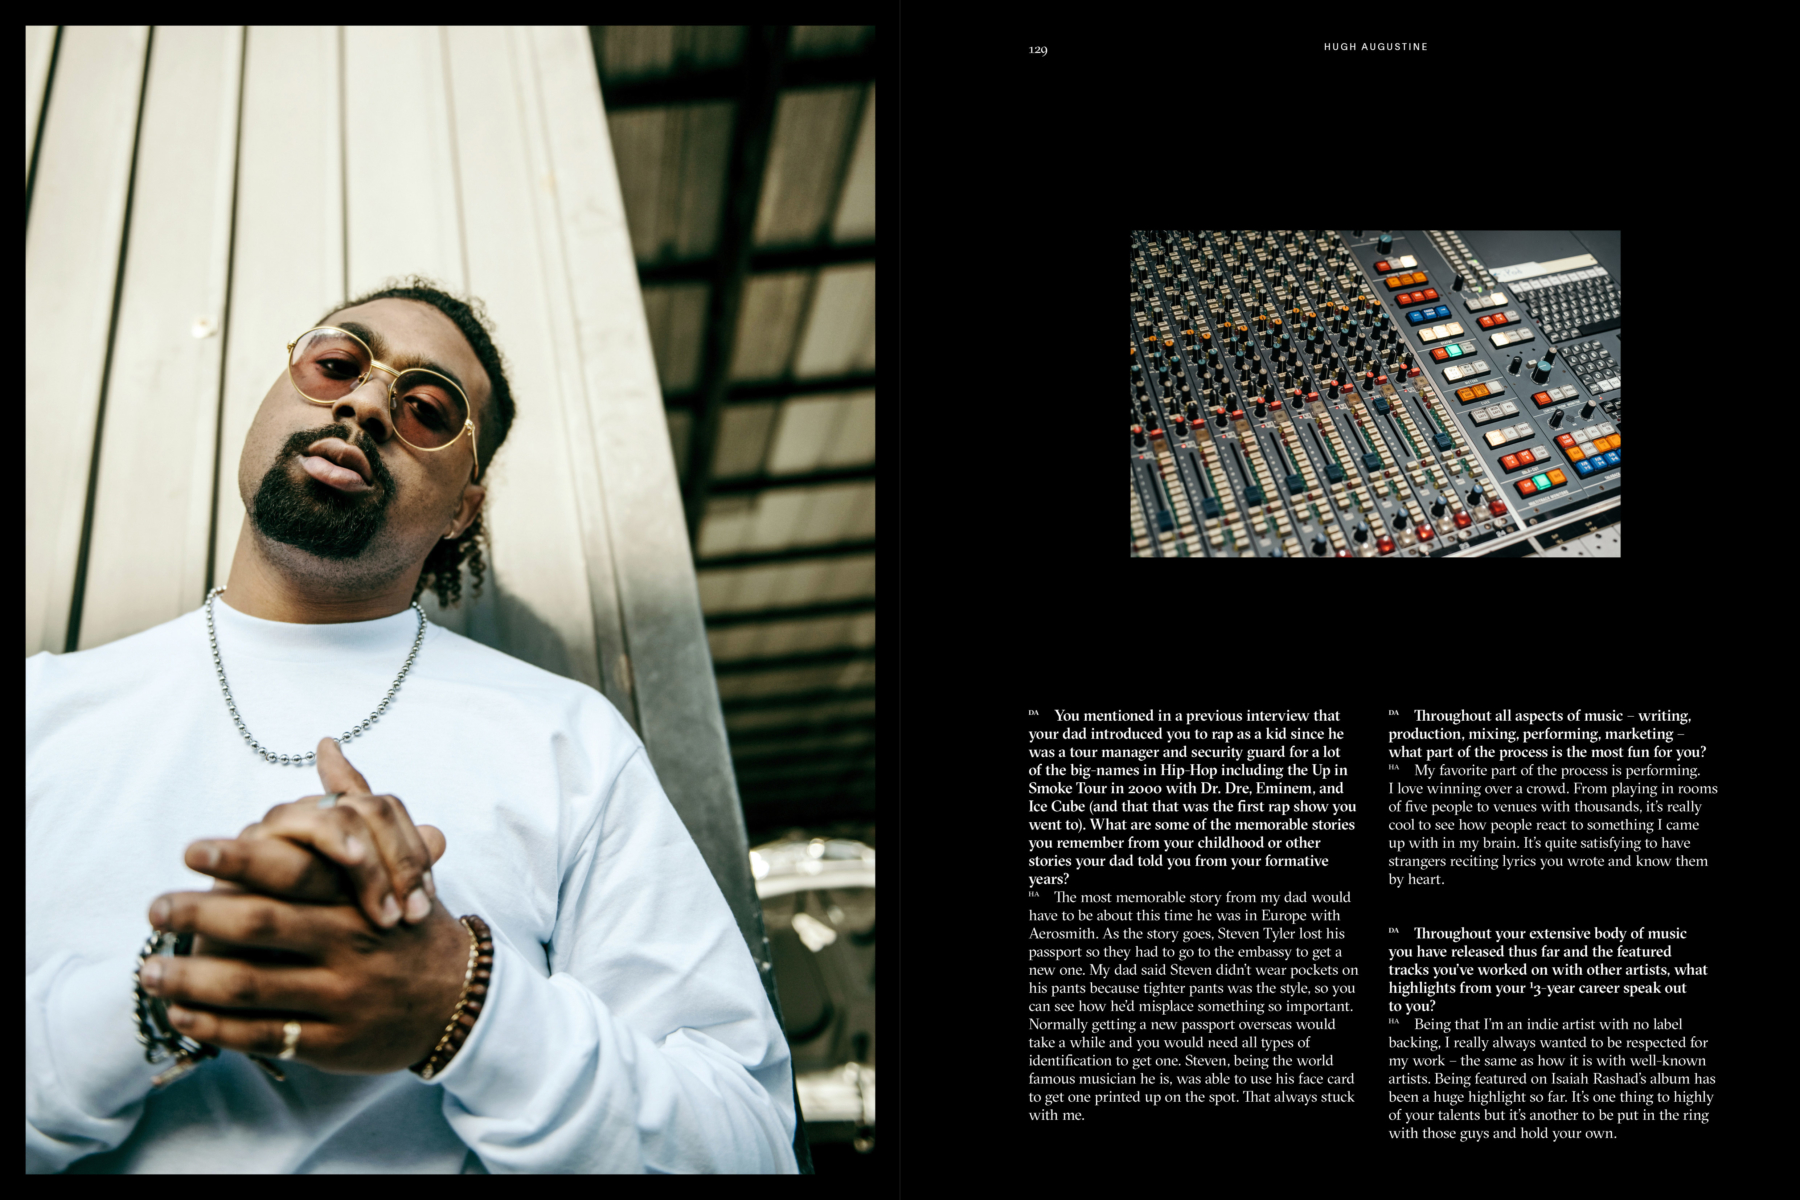 129
HUGH AUGUSTINE
DA You mentioned in a previous interview that
your dad introduced you to rap as a kid since he
was a tour manager and security guard for a lot
of the big-names in Hip-Hop including the Up in
Smoke Tour in 2000 with Dr. Dre, Eminem, and
Ice Cube (and that that was the first rap show you
went to). What are some of the memorable stories
you remember from your childhood or other
stories your dad told you from your formative
years?
HA The most memorable story from my dad would
have to be about this time he was in Europe with
Aerosmith. As the story goes, Steven Tyler lost his
passport so they had to go to the embassy to get a
new one. My dad said Steven didn't wear pockets on
his pants because tighter pants was the style, so you
can see how he'd misplace something so important.
Normally getting a new passport overseas would
take a while and you would need all types of
identification to get one. Steven, being the world
famous musician he is, was able to use his face card
to get one printed up on the spot. That always stuck
with me.
DA Throughout all aspects of music – writing,
production, mixing, performing, marketing –
what part of the process is the most fun for you?
HA My favorite part of the process is performing.
I love winning over a crowd. From playing in rooms
of five people to venues with thousands, it's really
cool to see how people react to something I came
up with in my brain. It's quite satisfying to have
strangers reciting lyrics you wrote and know them
by heart.
DA Throughout your extensive body of music
you have released thus far and the featured
tracks you've worked on with other artists, what
highlights from your 13-year career speak out
to you?
HA Being that I'm an indie artist with no label
backing, I really always wanted to be respected for
my work – the same as how it is with well-known
artists. Being featured on Isaiah Rashad's album has
been a huge highlight so far. It's one thing to highly
of your talents but it's another to be put in the ring
with those guys and hold your own.